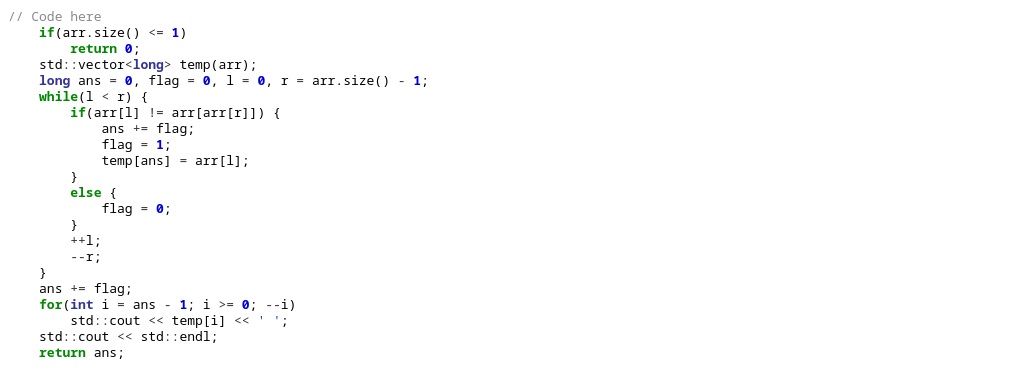 // Code here
    if(arr.size() <= 1)
        return 0;
    std::vector<long> temp(arr);
    long ans = 0, flag = 0, l = 0, r = arr.size() - 1;
    while(l < r) {
        if(arr[l] != arr[arr[r]]) {
            ans += flag;
            flag = 1;
            temp[ans] = arr[l];
        }
        else {
            flag = 0;
        }
        ++l;
        --r;
    }
    ans += flag;
    for(int i = ans - 1; i >= 0; --i)
        std::cout << temp[i] << ' ';
    std::cout << std::endl;
    return ans;